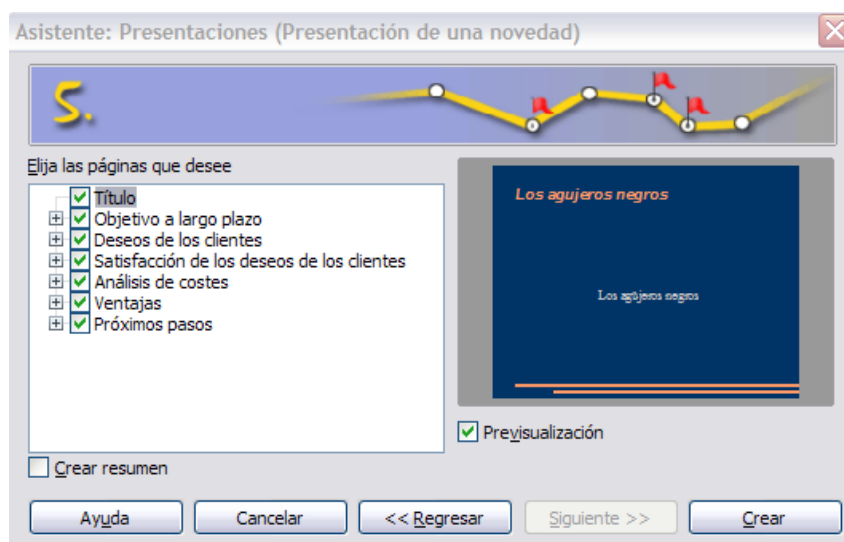 Asistente: Presentaciones (Presentación de una novedad)
5.
Elija las páginas que desee
Título
Objetivo a largo plazo
Deseos de los clientes
Satisfacción de los deseos de los clientes
Análisis de costes
Ventajas
Próximos pasos
Los agujeros negros
Los agüjeros negros
Previsualización
Crear resumen
Ayuda
Cancelar
<< Regresar
Siguiente >>
Crear